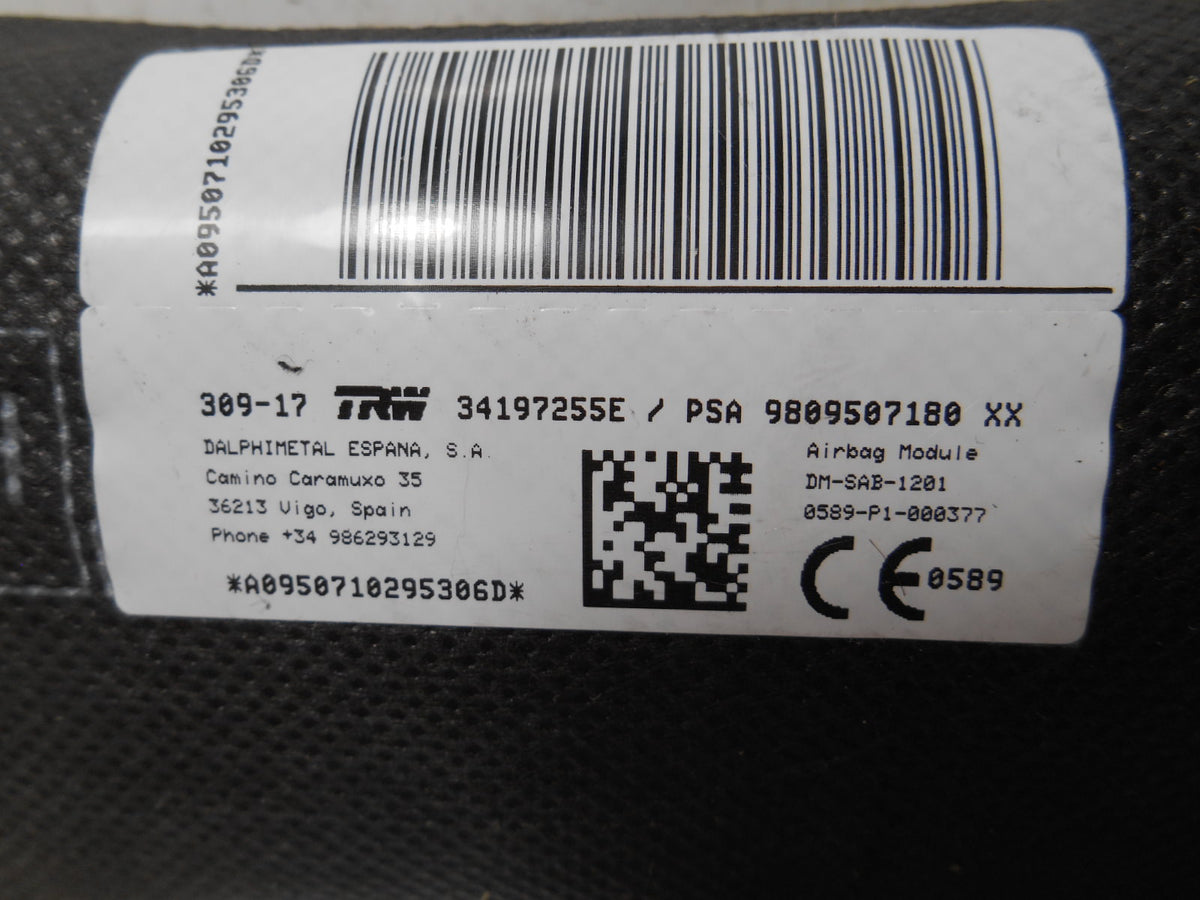 *A0950710295306D*
309-17 TRW 34197255E / PSA 9809507180 XX
DALPHIMETAL ESPANA, S.A.
Camino Caramuxo 35
36213 Vigo, Spain
Phone +34 986293129
*A0950710295306D*
Airbag Module
DM-SAB-1201
0589-P1-000377
CE 0589